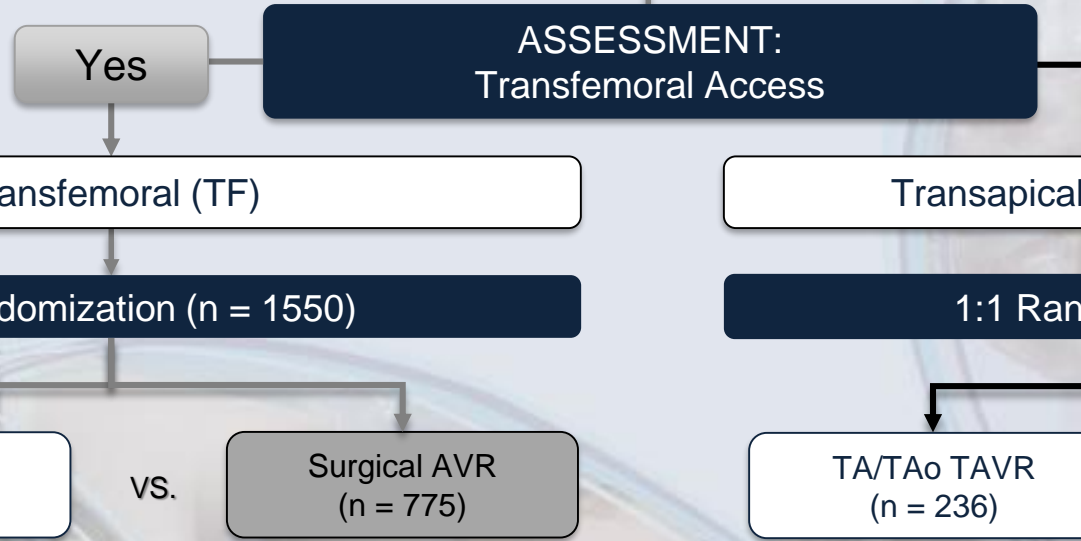 Yes
ASSESSMENT:
Transfemoral Access
ansfemoral (TF)
Transapical
domization (n = 1550)
1:1 Ran
VS.
Surgical AVR
(n = 775)
TA/TAo TAVR
(n = 236)